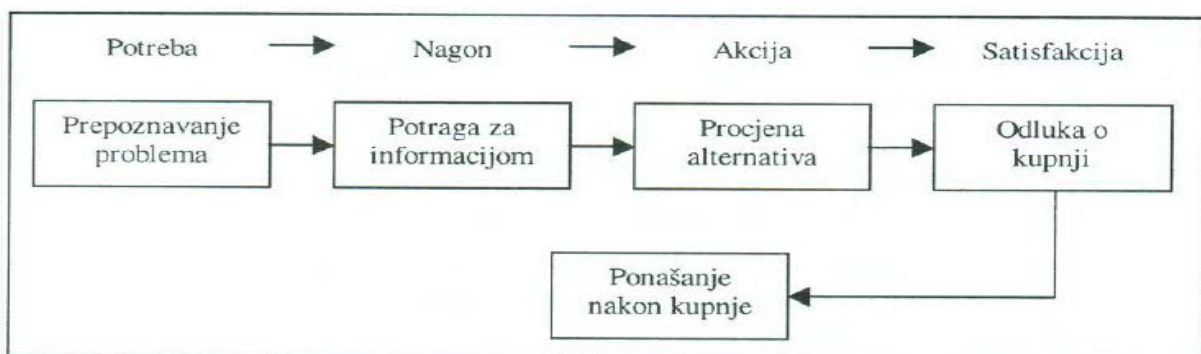 Potreba Nagon Akcija Satisfakcija
Prepoznavanje
problema
Potraga za
informacijom
Procjena
alternativa
Odluka o
kupnji
Ponašanje
nakon kupnje